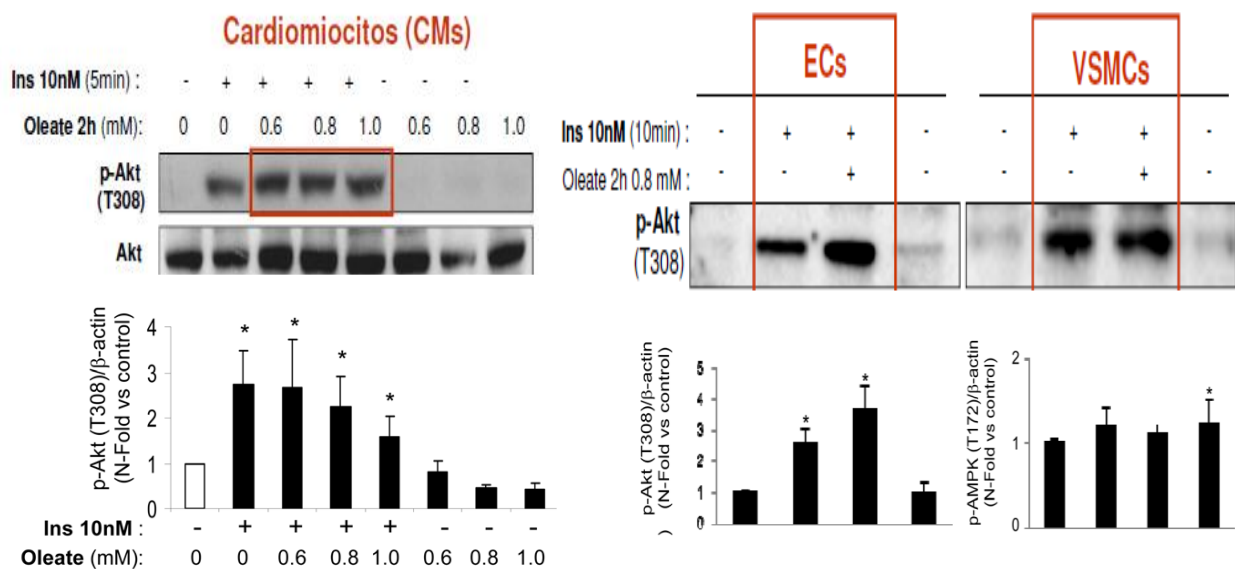 Cardiomiocitos (CMs)
Ins 10nM (5min) : - + + + + - - -
Oleate 2h (mM): 0 0 0.6 0.8 1.0 0.6 0.8 1.0
p-Akt
(T308)
Akt
p-Akt (T308)/β-actin
(N-Fold vs control)
4
3
2
1
0
* * * * 
Ins 10nM : - + + + + - - -
Oleate (mM): 0 0 0.6 0.8 1.0 0.6 0.8 1.0
ECs
VSMCs
Ins 10nM (10min) : - + + - - + + -
Oleate 2h 0.8 mM : - - + - - - + -
p-Akt
(T308)
p-Akt (T308)/β-actin
(N-Fold vs control)
)
5
4
3
2
1
0
* *
p-AMPK (T172)/β-actin
(N-Fold vs control)
2
1
0
*